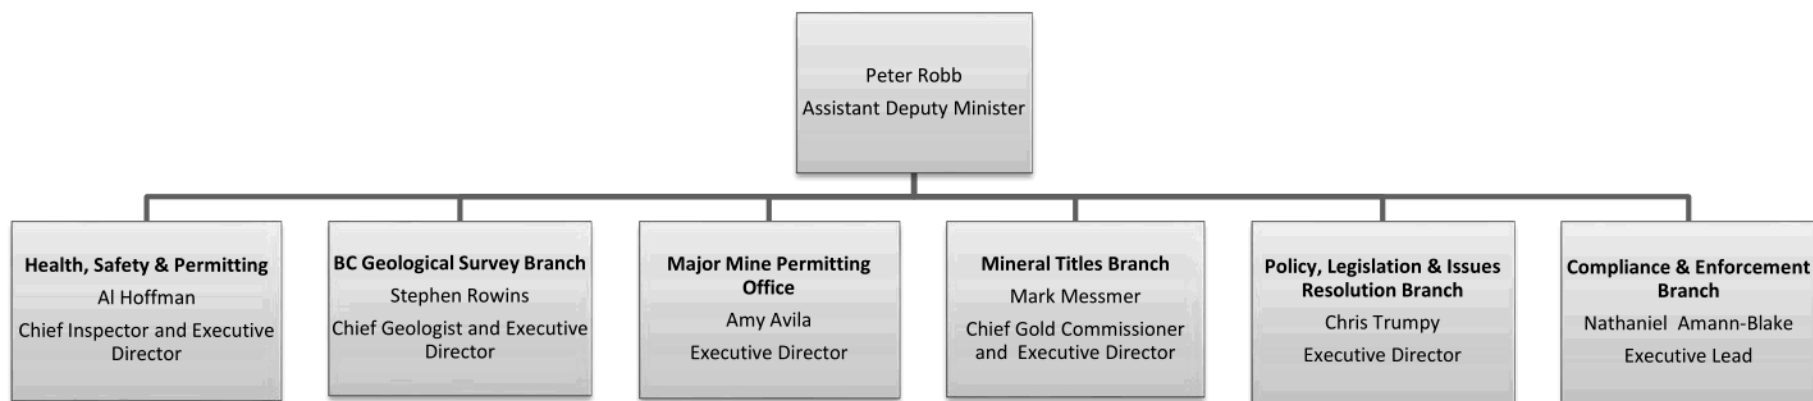 Peter Robb
Assistant Deputy Minister
Health, Safety & Permitting
Al Hoffman
Chief Inspector and Executive
Director
BC Geological Survey Branch
Stephen Rowins
Chief Geologist and Executive
Director
Major Mine Permitting
Office
Amy Avila
Executive Director
Mineral Titles Branch
Mark Messmer
Chief Gold Commissioner
and Executive Director
Policy, Legislation & Issues
Resolution Branch
Chris Trumpy
Executive Director
Compliance & Enforcement
Branch
Nathaniel Amann-Blake
Executive Lead